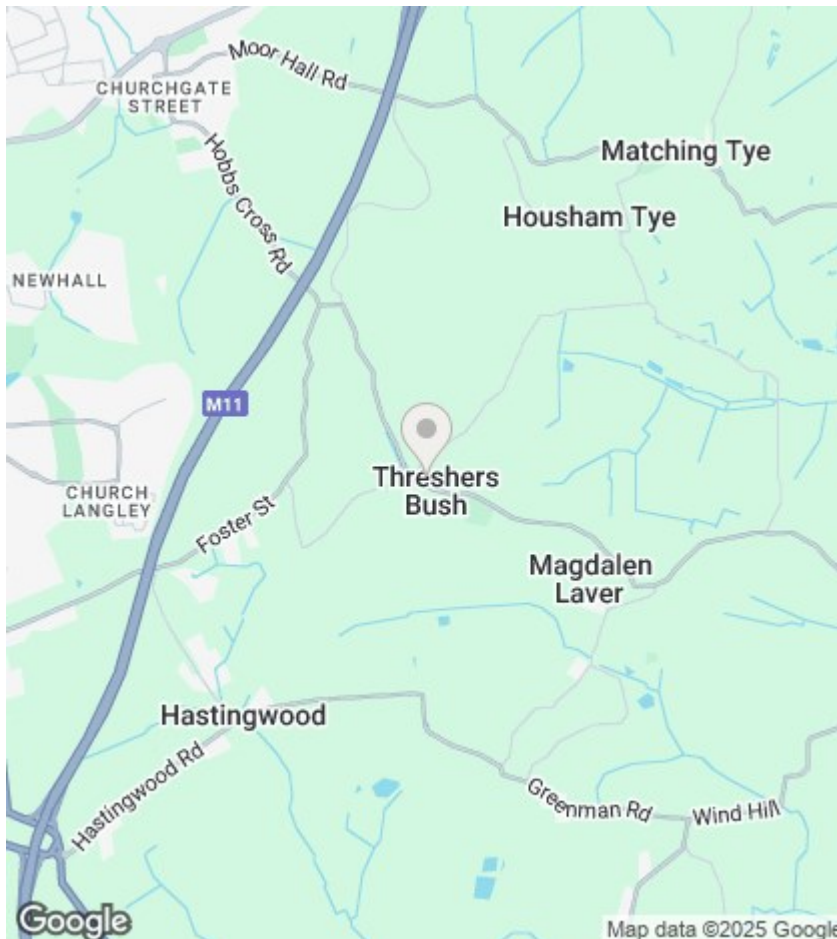 Moor Hall Rd
CHURCHGATE
STREET
Hobbs Cross Rd
Matching Tye
Housham Tye
NEWHALL
M11
Threshers
Bush
CHURCH
LANGLEY
Foster St
Magdalen
Laver
Hastingwood
Hastingwood Rd
Greenman Rd
Wind Hill
Google
Map data ©2025 Google